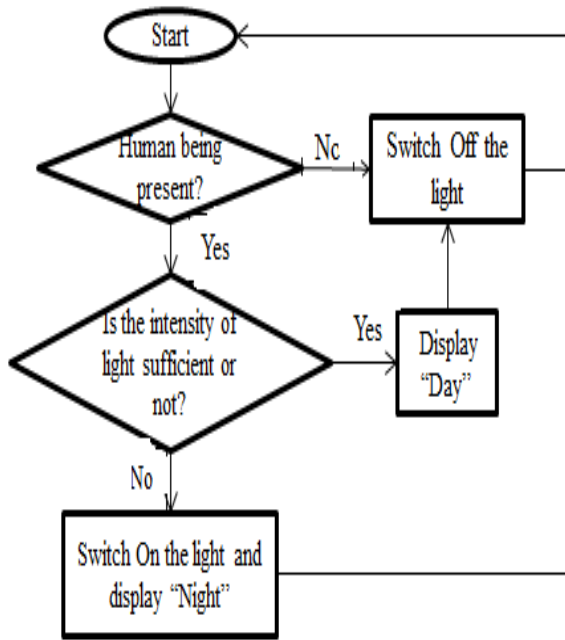 Start
Human being
present?
Nc
Switch Off the
light
Yes
Is the intensity of
light sufficient or
not?
Yes
Display
“Day”
No
Switch On the light and
display “Night”